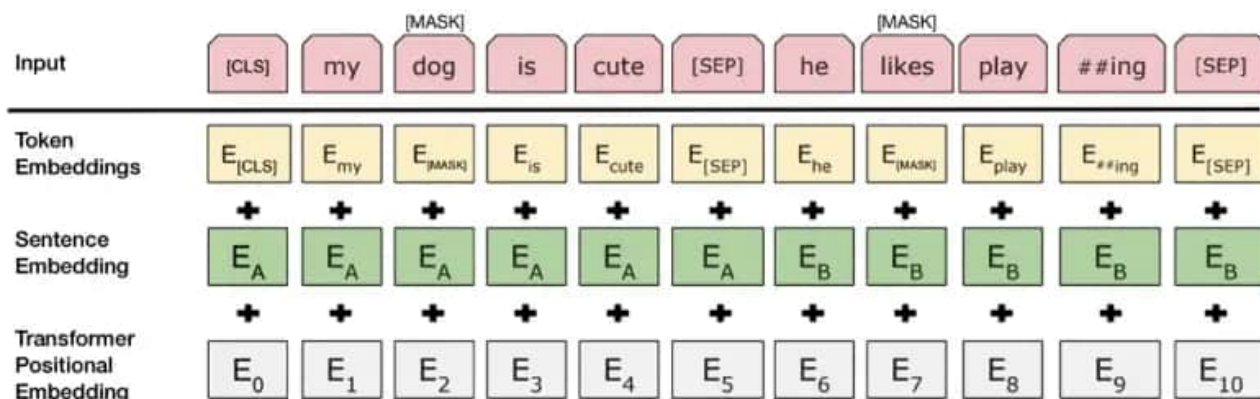 [MASK] [MASK]
Input [CLS] my dog is cute [SEP] he likes play ##ing [SEP]
Token
Embeddings
E[CLS] Emy E[MASK] Eis Ecute E[SEP] Ehe E[MASK] Eplay E##ing E[SEP]
+ + + + + + + + + + +
Sentence
Embedding
EA EA EA EA EA EA EB EB EB EB EB
+ + + + + + + + + + +
Transformer
Positional
Embedding
E0 E1 E2 E3 E4 E5 E6 E7 E8 E9 E10